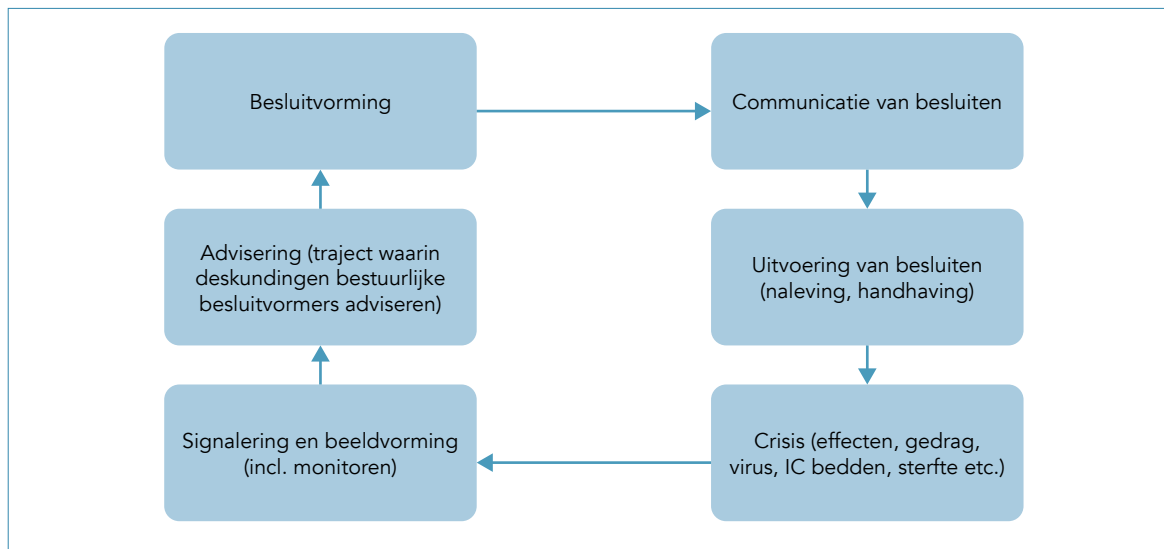 Besluitvorming
Communicatie van besluiten
Advisering (traject waarin
deskundingen bestuurlijke
besluitvormers adviseren)
Uitvoering van besluiten
(naleving, handhaving)
Signalering en beeldvorming
(incl. monitoren)
Crisis (effecten, gedrag,
virus, IC bedden, sterfte etc.)